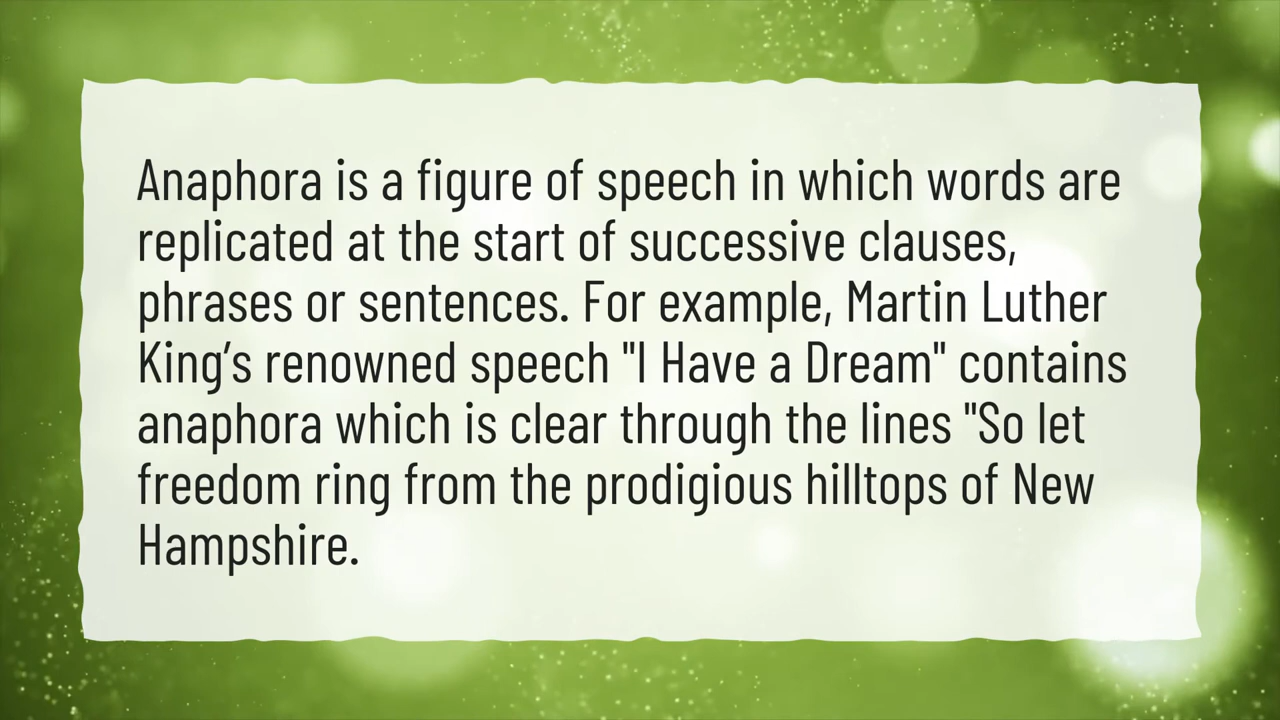 Anaphora is a figure of speech in which words are
replicated at the start of successive clauses,
phrases or sentences. For example, Martin Luther
King’s renowned speech "I Have a Dream" contains
anaphora which is clear through the lines "So let
freedom ring from the prodigious hilltops of New
Hampshire.